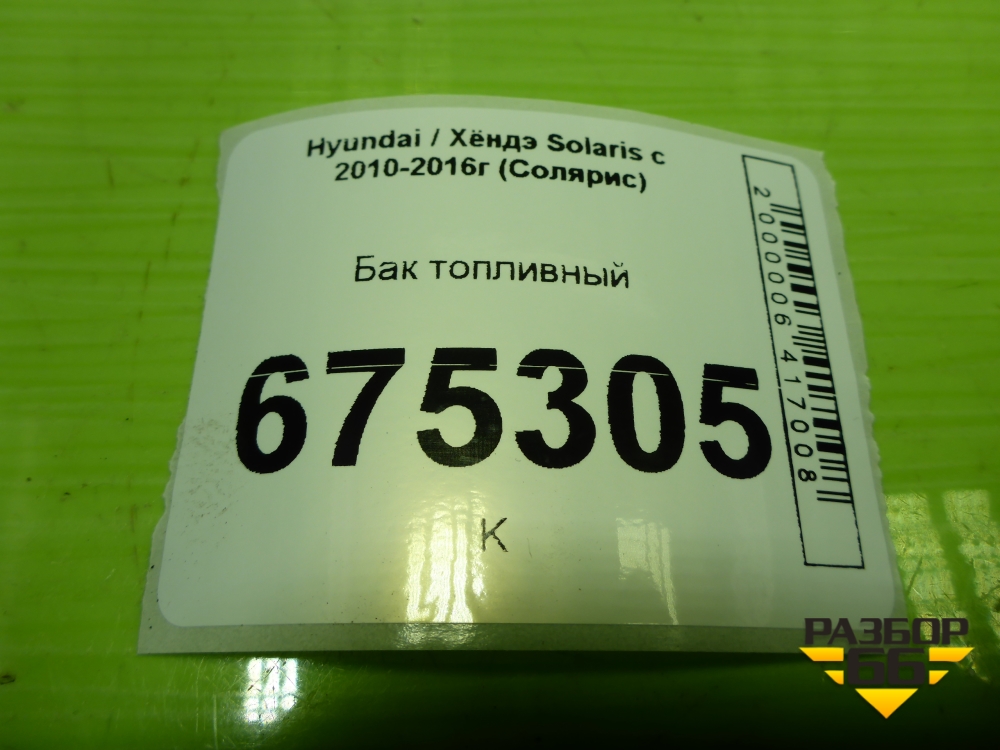 Hyundai / Хёндэ Solaris с
2010-2016г (Солярис)
Бак топливный
675305
К
2000006417008
РАЗБОР
66